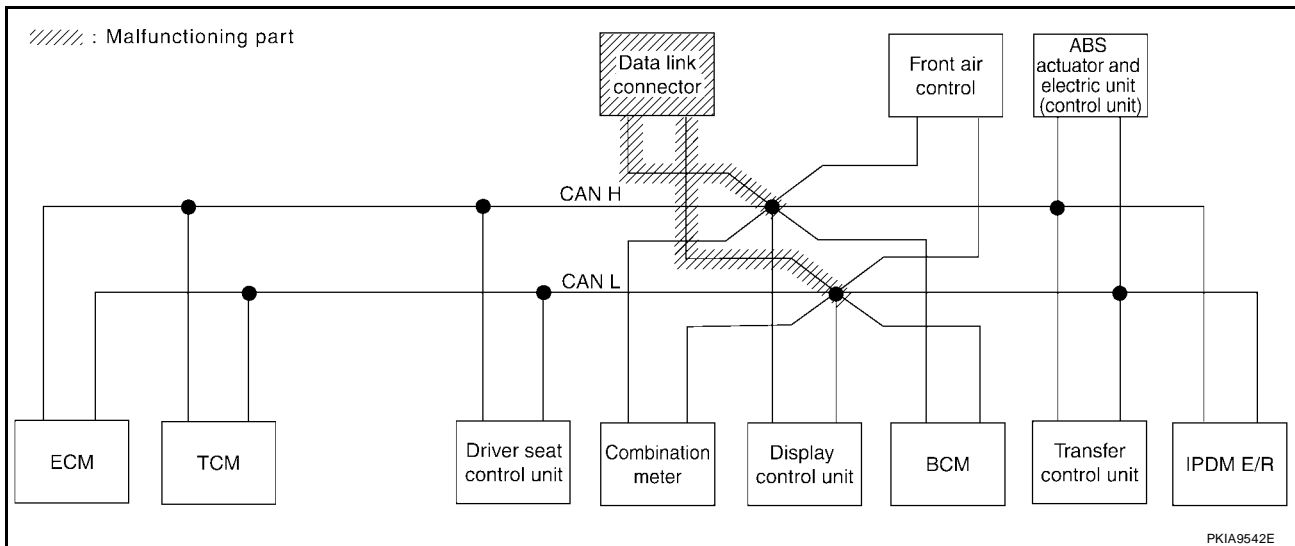 : Malfunctioning part
Data link
connector
Front air
control
ABS
actuator and
electric unit
(control unit)
CAN H
CAN L
ECM
TCM
Driver seat
control unit
Combination
meter
Display
control unit
BCM
Transfer
control unit
IPDM E/R
PKIA9542E